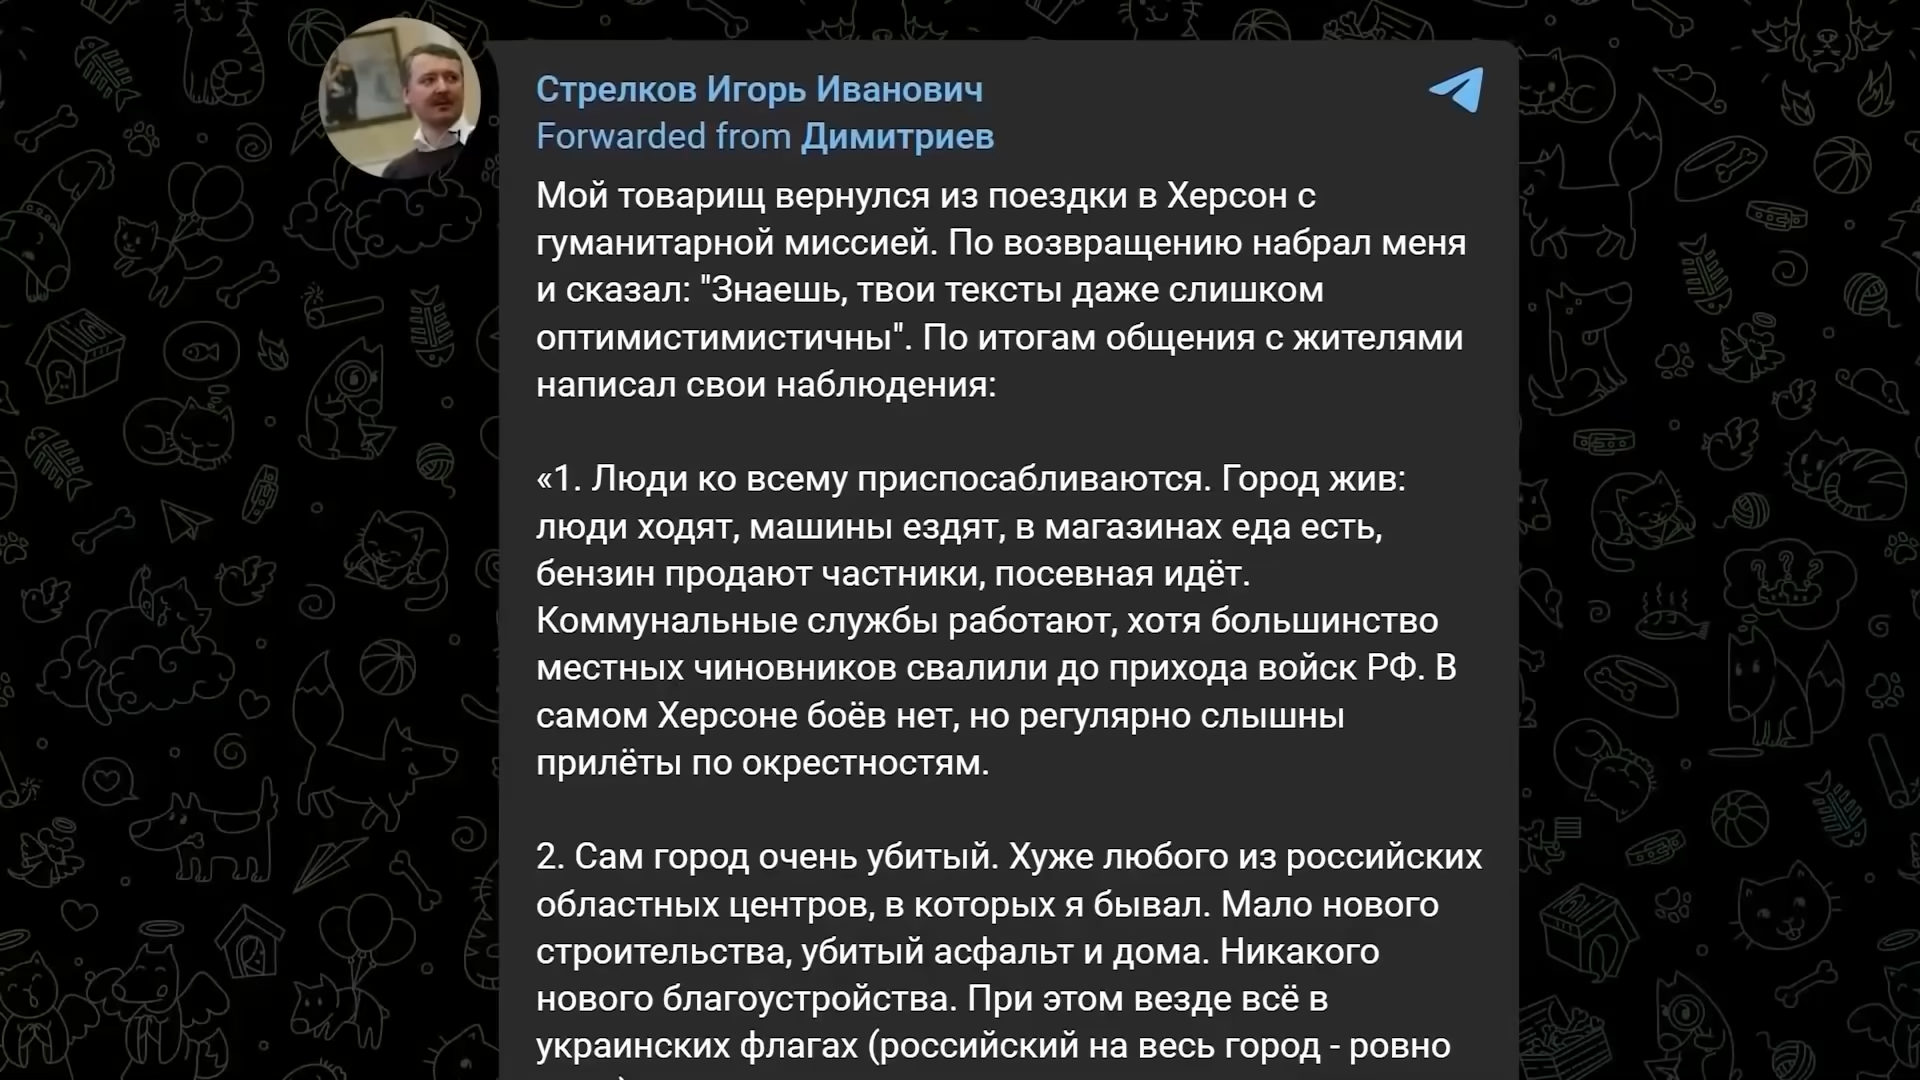 Стрелков Игорь Иванович
Forwarded from Димитриев
Мой товарищ вернулся из поездки в Херсон с
гуманитарной миссией. По возвращению набрал меня
и сказал: "Знаешь, твои тексты даже слишком
оптимистимистичны". По итогам общения с жителями
написал свои наблюдения:
«1. Люди ко всему приспосабливаются. Город жив:
люди ходят, машины ездят, в магазинах еда есть,
бензин продают частники, посевная идёт.
Коммунальные службы работают, хотя большинство
местных чиновников свалили до прихода войск РФ. В
самом Херсоне боёв нет, но регулярно слышны
прилёты по окрестностям.
2. Сам город очень убитый. Хуже любого из российских
областных центров, в которых я бывал. Мало нового
строительства, убитый асфальт и дома. Никакого
нового благоустройства. При этом везде всё в
украинских флагах (российский на весь город - ровно